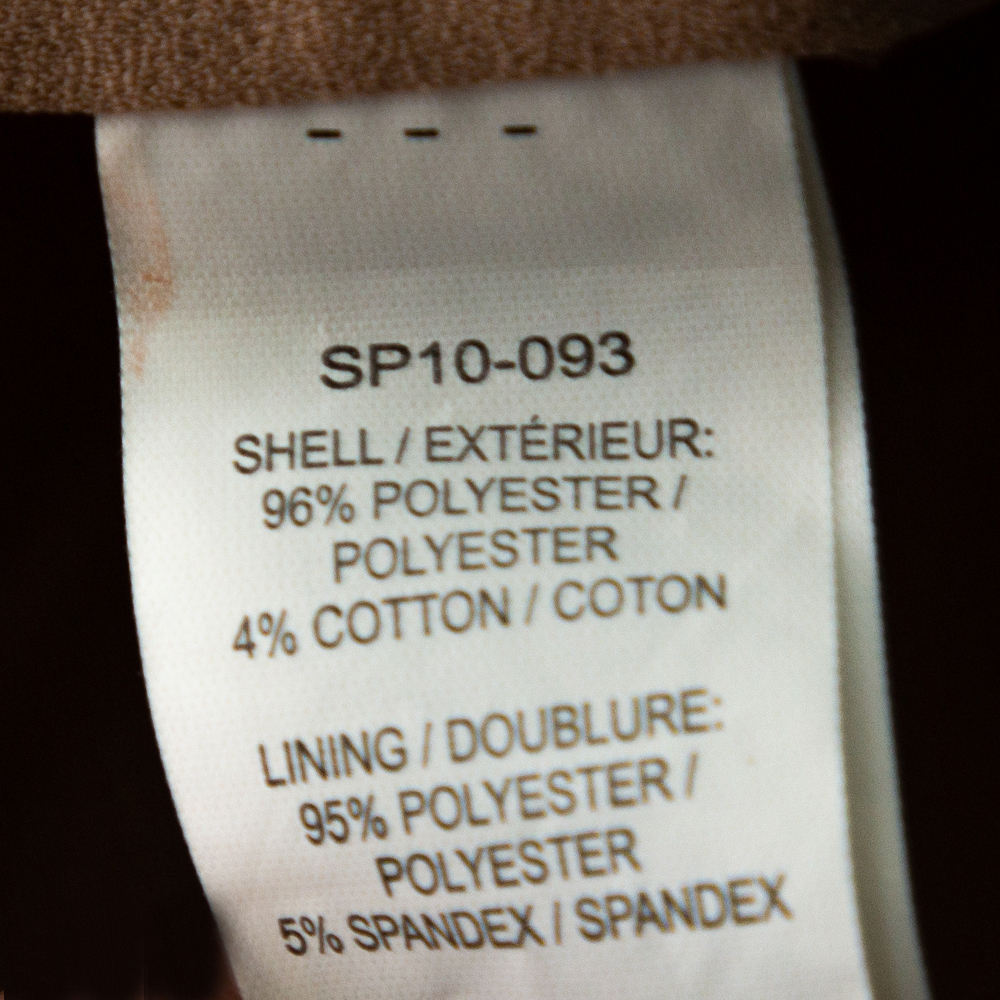 - - -
SP10-093
SHELL / EXTÉRIEUR:
96% POLYESTER /
POLYESTER
4% COTTON / COTON
LINING / DOUBLURE:
95% POLYESTER /
POLYESTER
5% SPANDEX / SPANDEX